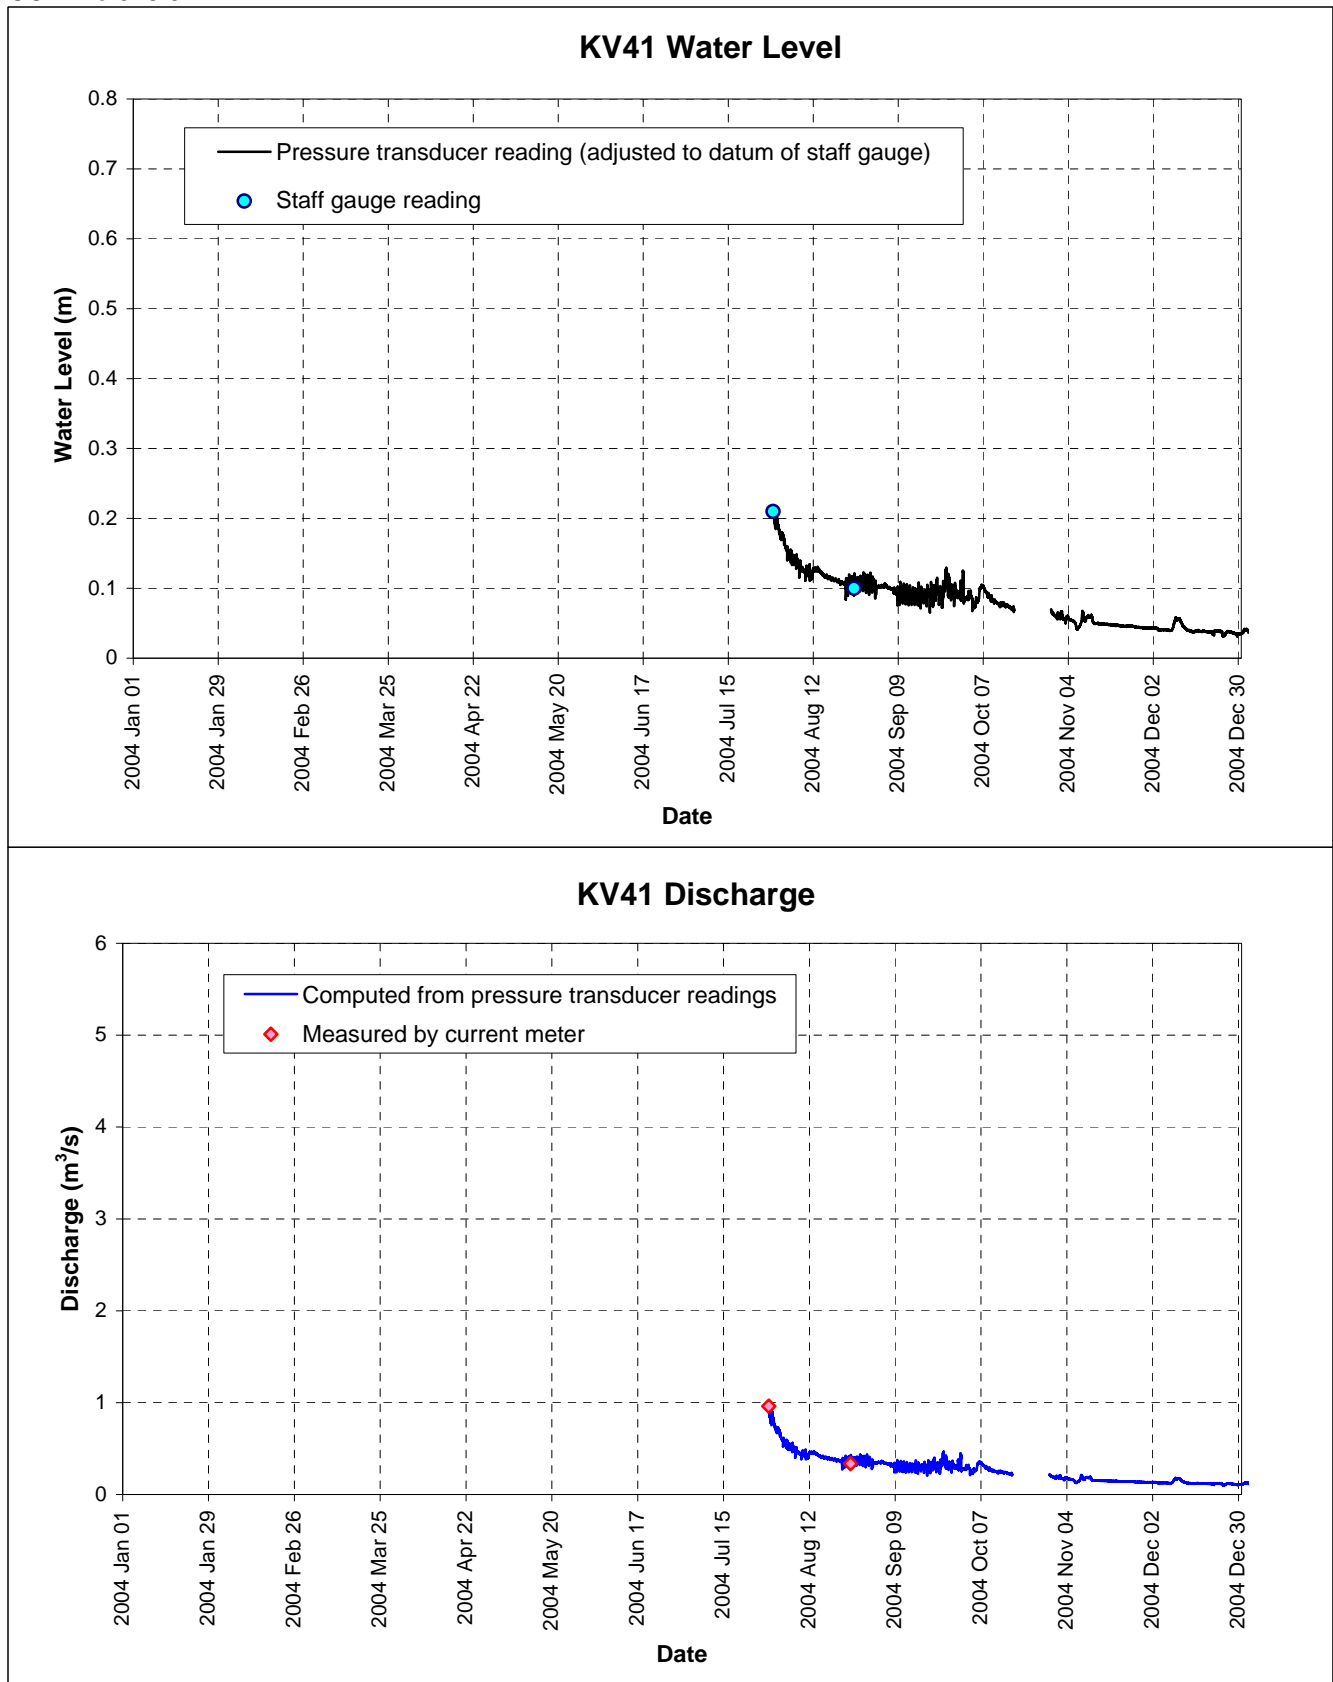 KV41 Water Level
0.8
0.7
0.6
0.5
0.4
0.3
0.2
0.1
0
Water Level (m)
Pressure transducer reading (adjusted to datum of staff gauge)
Staff gauge reading
2004 Jan 01
2004 Jan 29
2004 Feb 26
2004 Mar 25
2004 Apr 22
2004 May 20
2004 Jun 17
2004 Jul 15
2004 Aug 12
2004 Sep 09
2004 Oct 07
2004 Nov 04
2004 Dec 02
2004 Dec 30
Date
KV41 Discharge
6
5
4
3
2
1
0
Discharge (m³/s)
Computed from pressure transducer readings
Measured by current meter
2004 Jan 01
2004 Jan 29
2004 Feb 26
2004 Mar 25
2004 Apr 22
2004 May 20
2004 Jun 17
2004 Jul 15
2004 Aug 12
2004 Sep 09
2004 Oct 07
2004 Nov 04
2004 Dec 02
2004 Dec 30
Date